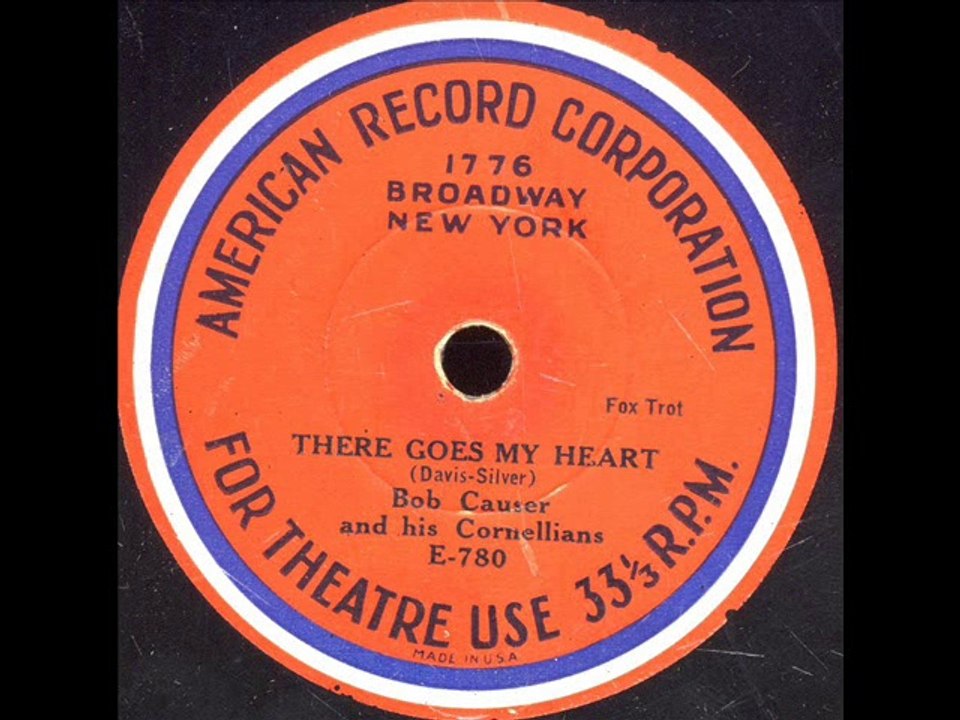 AMERICAN RECORD CORPORATION
1776
BROADWAY
NEW YORK
Fox Trot
THERE GOES MY HEART
(Davis-Silver)
Bob Causer
and his Cornellians
E-780
FOR THEATRE USE 33⅓ R.P.M.
MADE IN U.S.A